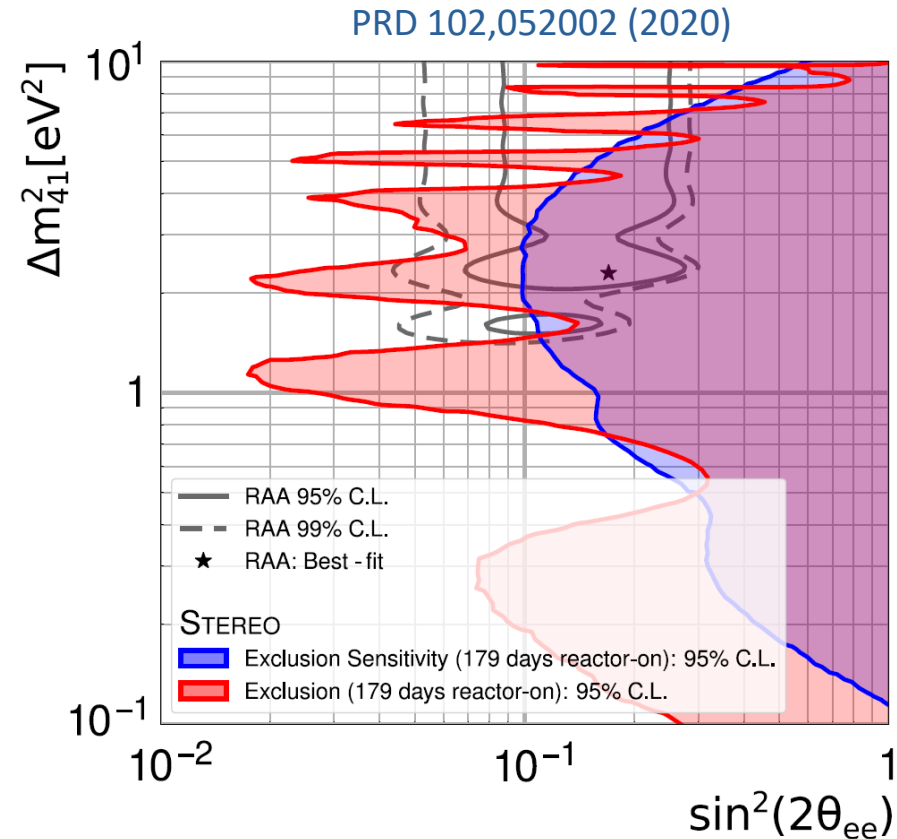 PRD 102,052002 (2020)
Δm²₄₁[eV²]
10¹
1
10⁻¹
RAA 95% C.L.
RAA 99% C.L.
RAA: Best - fit
STEREO
Exclusion Sensitivity (179 days reactor-on): 95% C.L.
Exclusion (179 days reactor-on): 95% C.L.
10⁻²
10⁻¹
1
sin²(2θee)